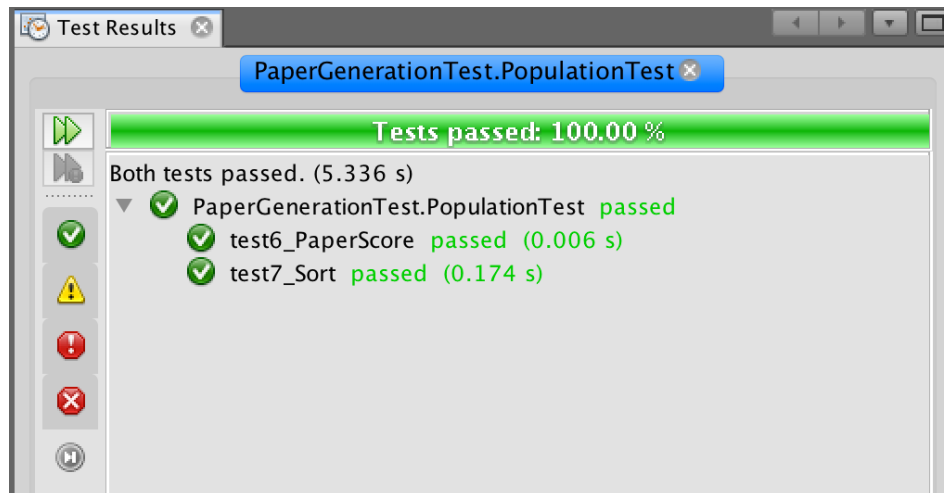 Test Results
PaperGenerationTest.PopulationTest
Tests passed: 100.00 %
Both tests passed. (5.336 s)
PaperGenerationTest.PopulationTest passed
test6_PaperScore passed (0.006 s)
test7_Sort passed (0.174 s)